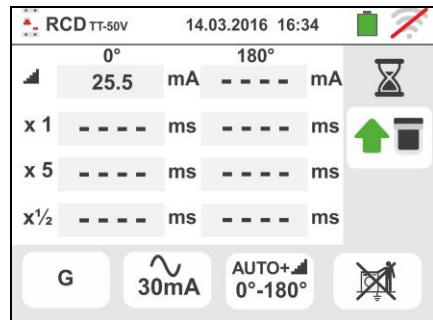 RCD TT-50V 14.03.2016 16:34
0° 180°
25.5 mA - - - - mA
x 1 - - - - ms - - - - ms
x 5 - - - - ms - - - - ms
x½ - - - - ms - - - - ms
G 30mA AUTO+ 0°-180°